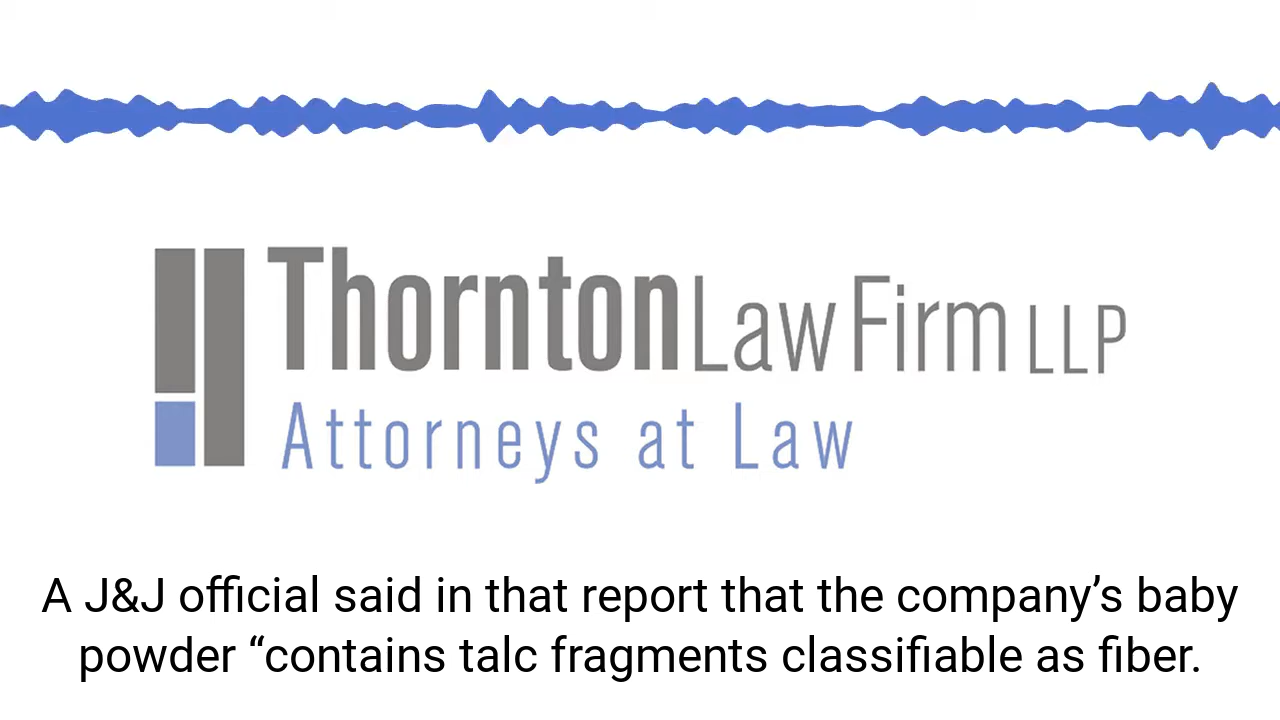 Thornton Law Firm LLP
Attorneys at Law
A J&J official said in that report that the company’s baby
powder “contains talc fragments classifiable as fiber.